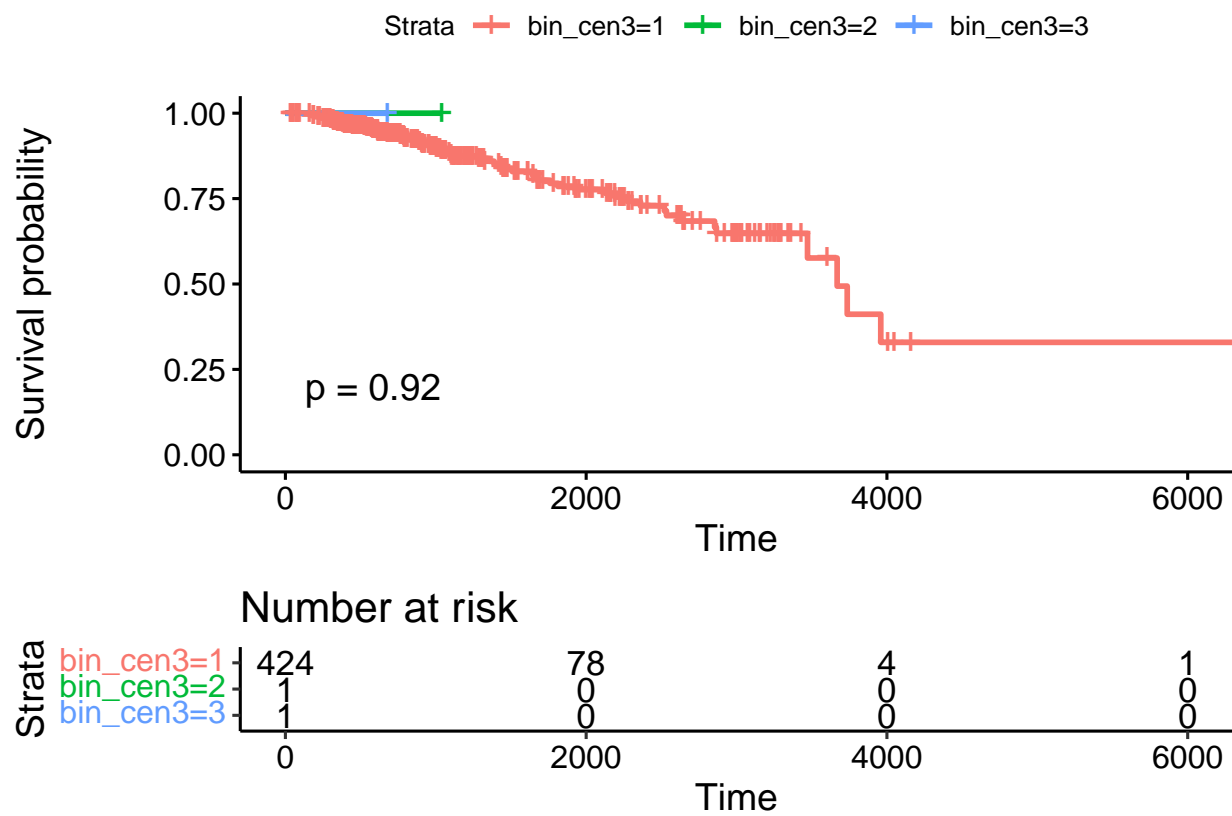 Strata bin_cen3=1 bin_cen3=2 bin_cen3=3
Survival probability
1.00
0.75
0.50
0.25
0.00
p = 0.92
0 2000 4000 6000
Time
Number at risk
Strata
bin_cen3=1 424 78 4 1
bin_cen3=2 1 0 0 0
bin_cen3=3 1 0 0 0
0 2000 4000 6000
Time